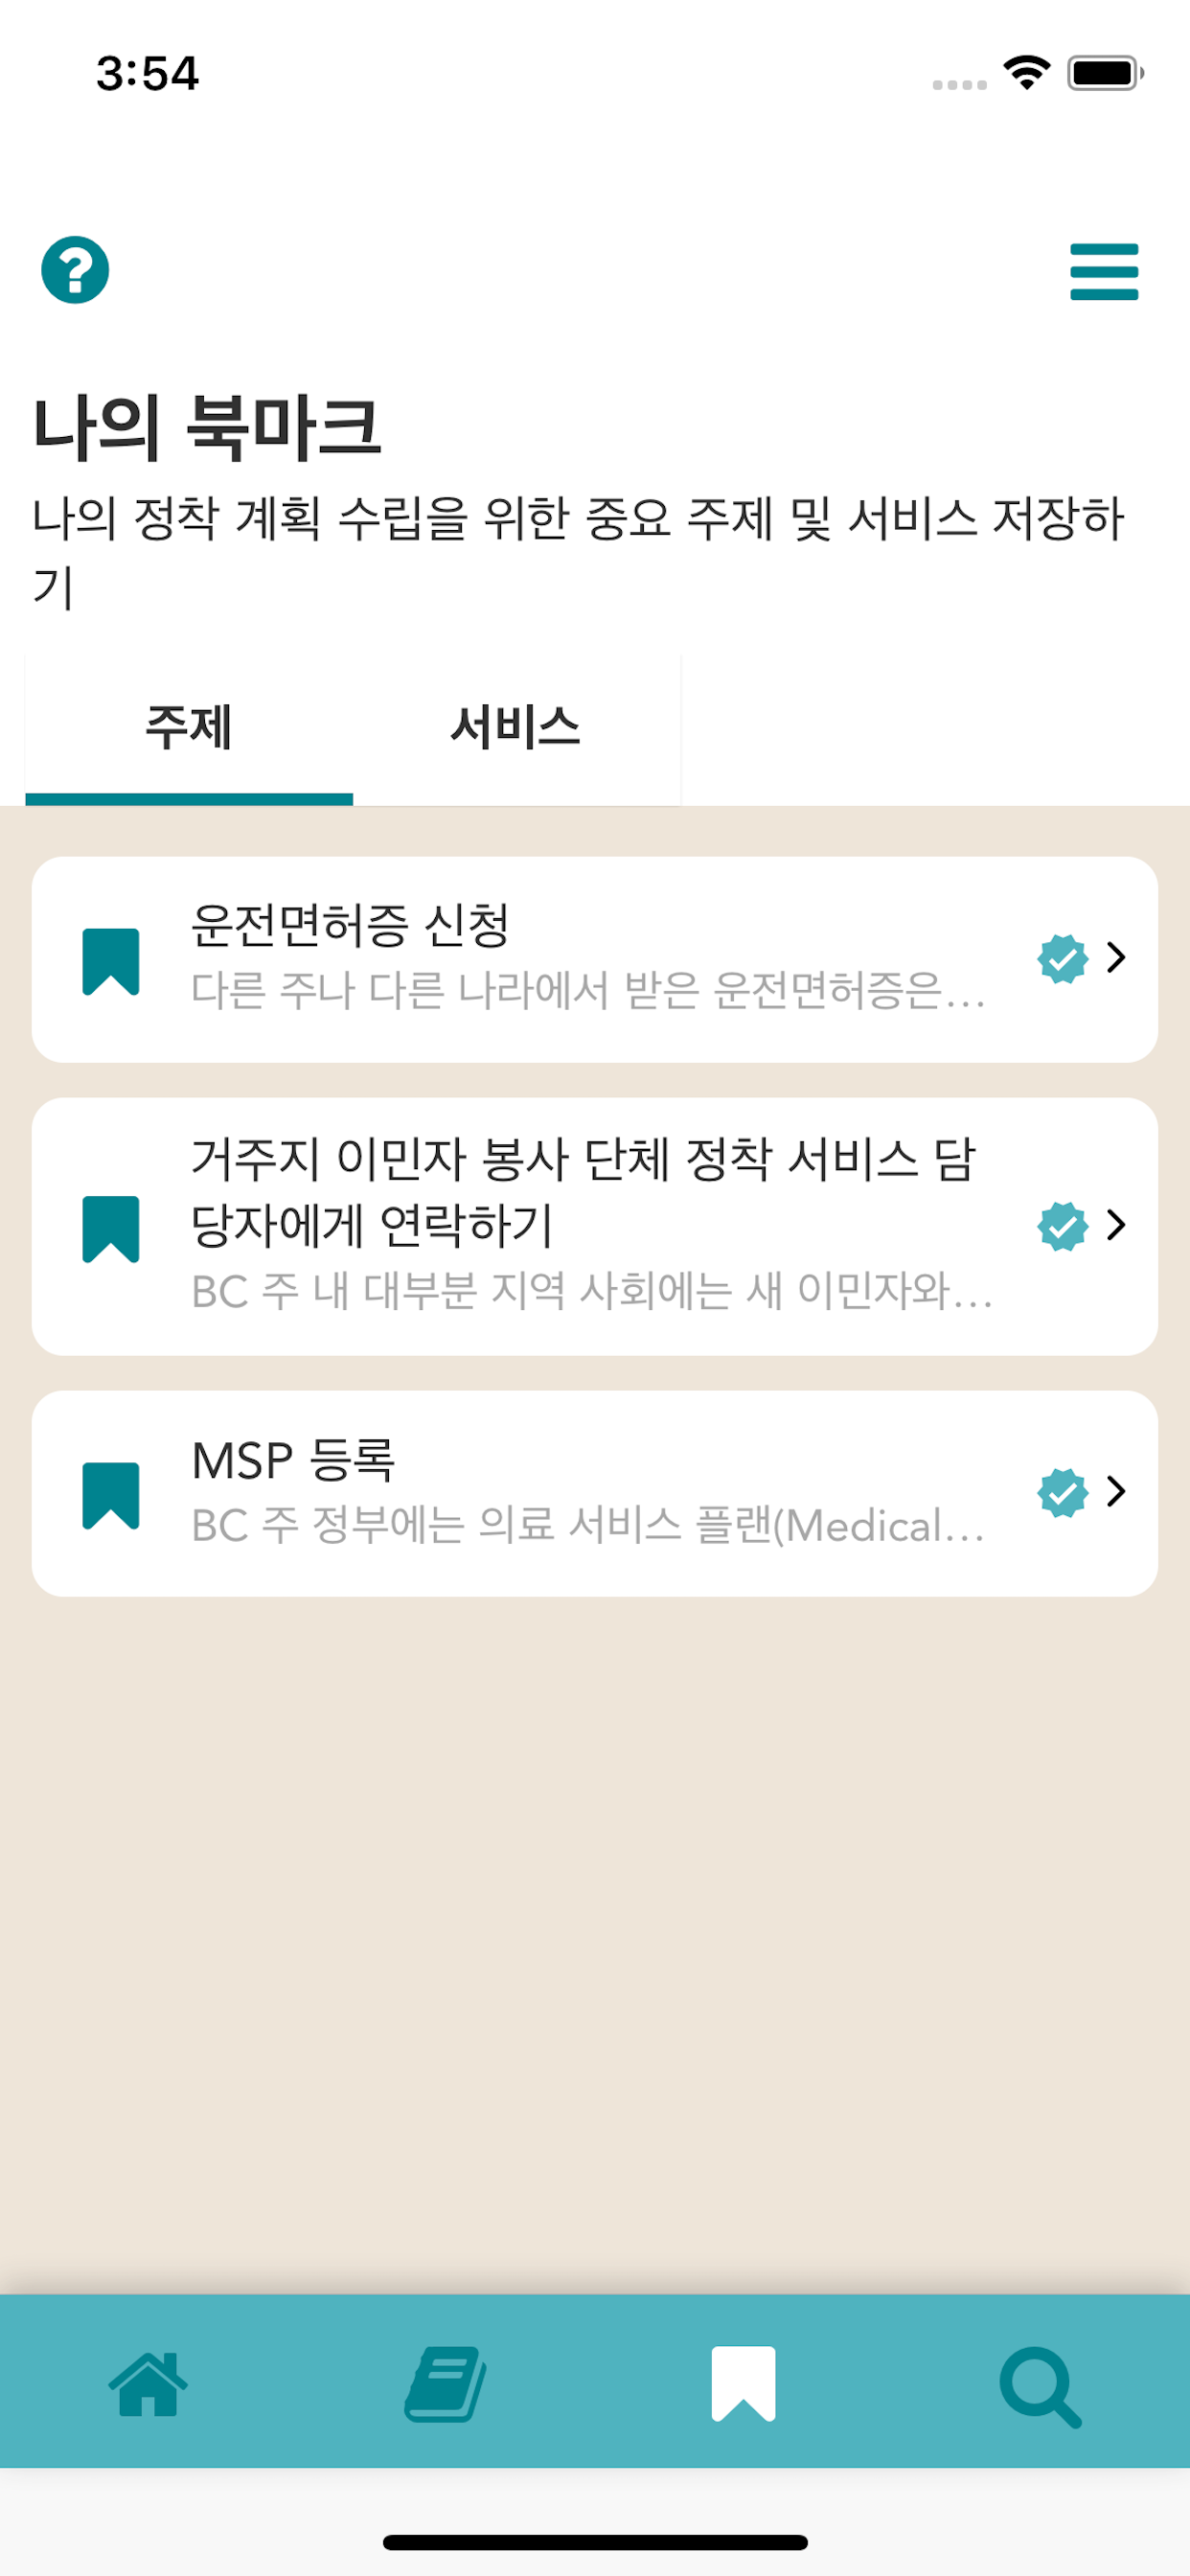 3:54
나의 북마크
나의 정착 계획 수립을 위한 중요 주제 및 서비스 저장하
기
주제
서비스
운전면허증 신청
다른 주나 다른 나라에서 받은 운전면허증은...
거주지 이민자 봉사 단체 정착 서비스 담
당자에게 연락하기
BC 주 내 대부분 지역 사회에는 새 이민자와...
MSP 등록
BC 주 정부에는 의료 서비스 플랜(Medical...